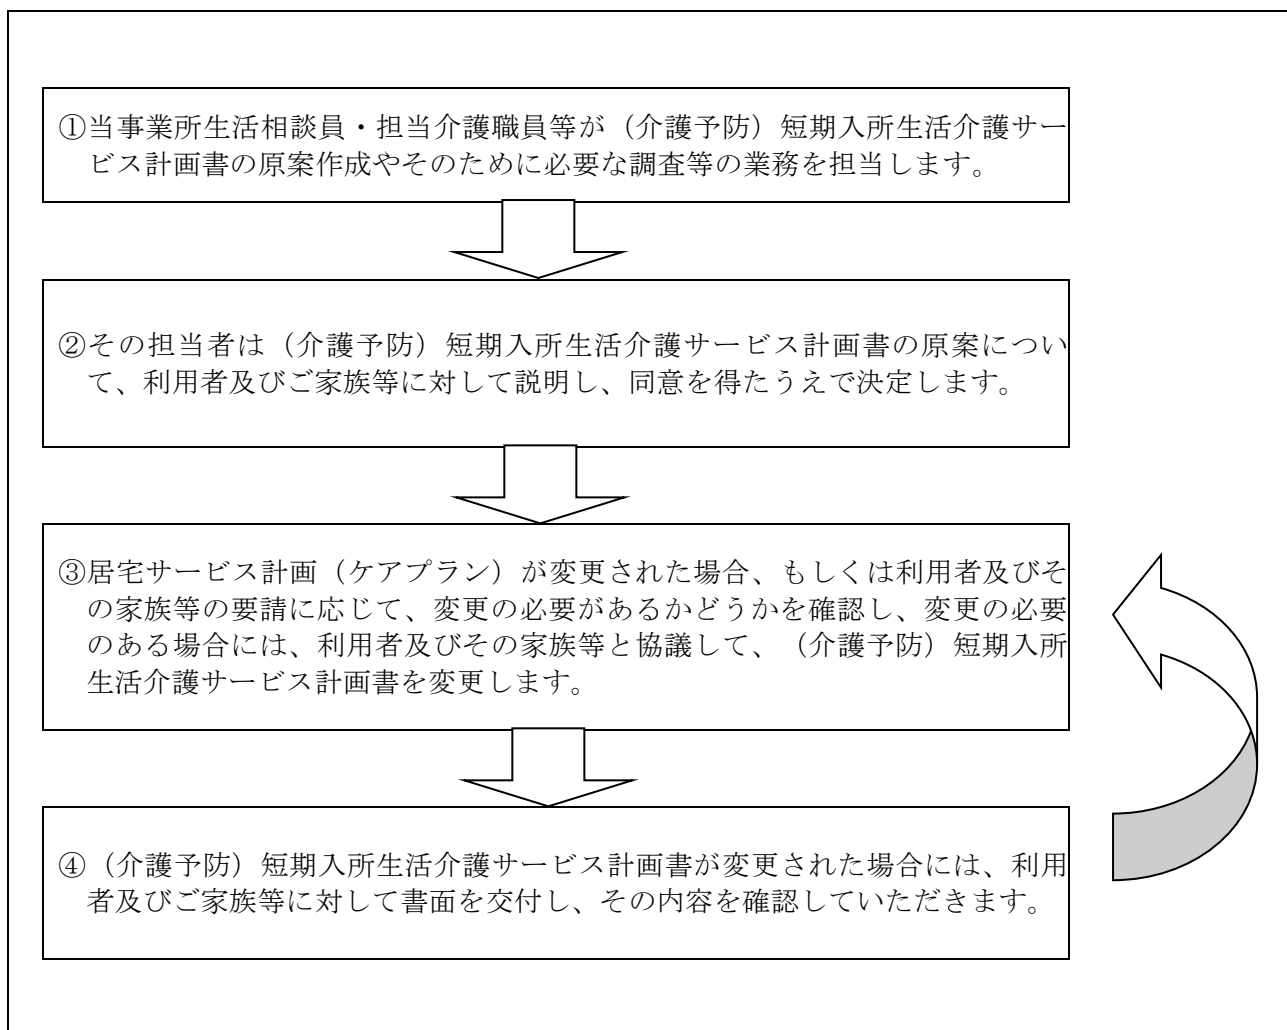 ①当事業所生活相談員・担当介護職員等が（介護予防）短期入所生活介護サー
ビス計画書の原案作成やそのために必要な調査等の業務を担当します。
②その担当者は（介護予防）短期入所生活介護サービス計画書の原案につい
て、利用者及びご家族等に対して説明し、同意を得たうえで決定します。
③居宅サービス計画（ケアプラン）が変更された場合、もしくは利用者及びそ
の家族等の要請に応じて、変更の必要があるかどうかを確認し、変更の必要
のある場合には、利用者及びその家族等と協議して、（介護予防）短期入所
生活介護サービス計画書を変更します。
④（介護予防）短期入所生活介護サービス計画書が変更された場合には、利用
者及びご家族等に対して書面を交付し、その内容を確認していただきます。